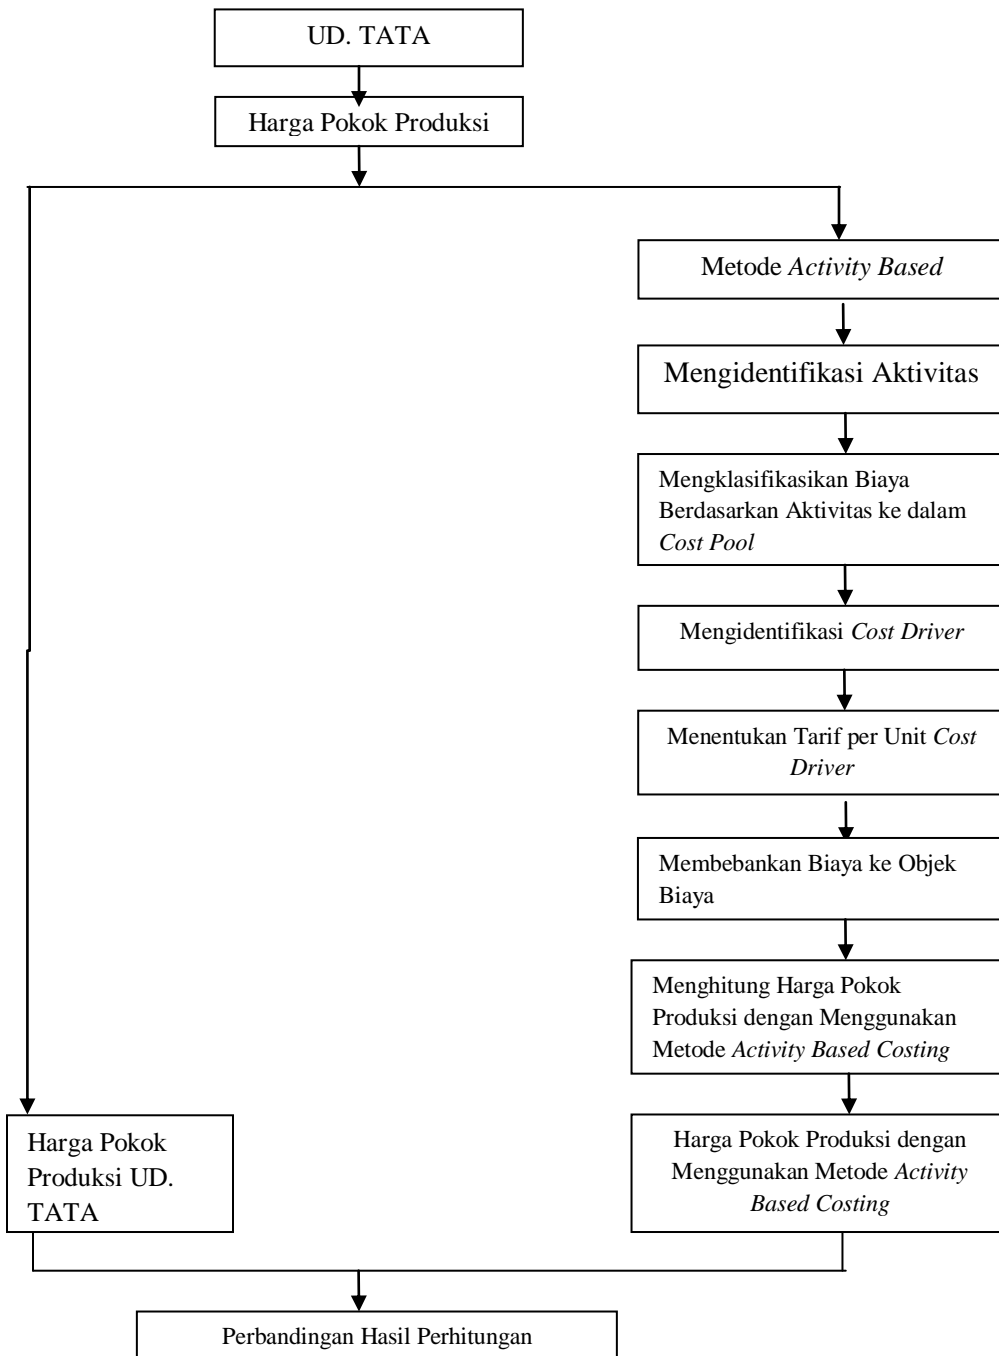 UD. TATA
Harga Pokok Produksi
Metode Activity Based
Mengidentifikasi Aktivitas
Mengklasifikasikan Biaya
Berdasarkan Aktivitas ke dalam
Cost Pool
Mengidentifikasi Cost Driver
Menentukan Tarif per Unit Cost
Driver
Membebankan Biaya ke Objek
Biaya
Menghitung Harga Pokok
Produksi dengan Menggunakan
Metode Activity Based Costing
Harga Pokok
Produksi UD.
TATA
Harga Pokok Produksi dengan
Menggunakan Metode Activity
Based Costing
Perbandingan Hasil Perhitungan